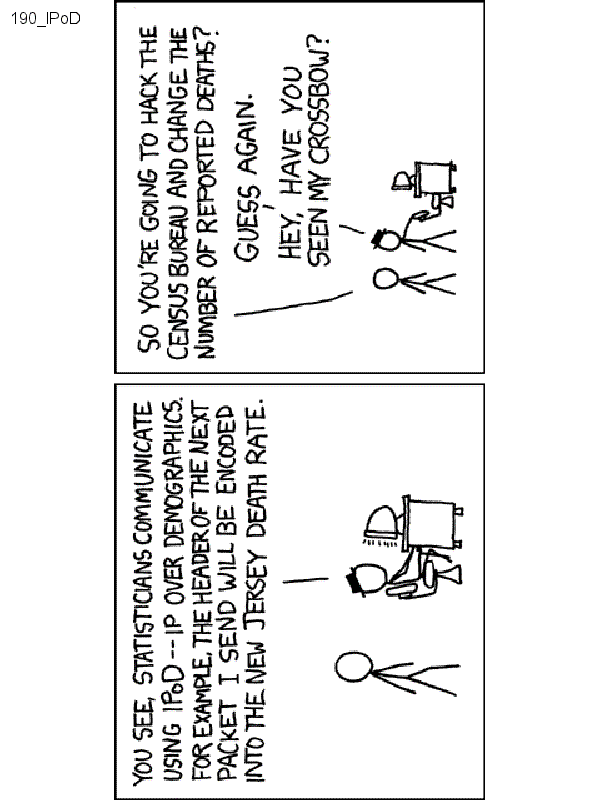 190_IPoD
YOU SEE, STATISTICIANS COMMUNICATE
USING IPoD--IP OVER DEMOGRAPHICS.
FOR EXAMPLE, THE HEADER OF THE NEXT
PACKET I SEND WILL BE ENCODED
INTO THE NEW JERSEY DEATH RATE.
SO YOU'RE GOING TO HACK THE
CENSUS BUREAU AND CHANGE THE
NUMBER OF REPORTED DEATHS?
GUESS AGAIN.
HEY, HAVE YOU
SEEN MY CROSSBOW?